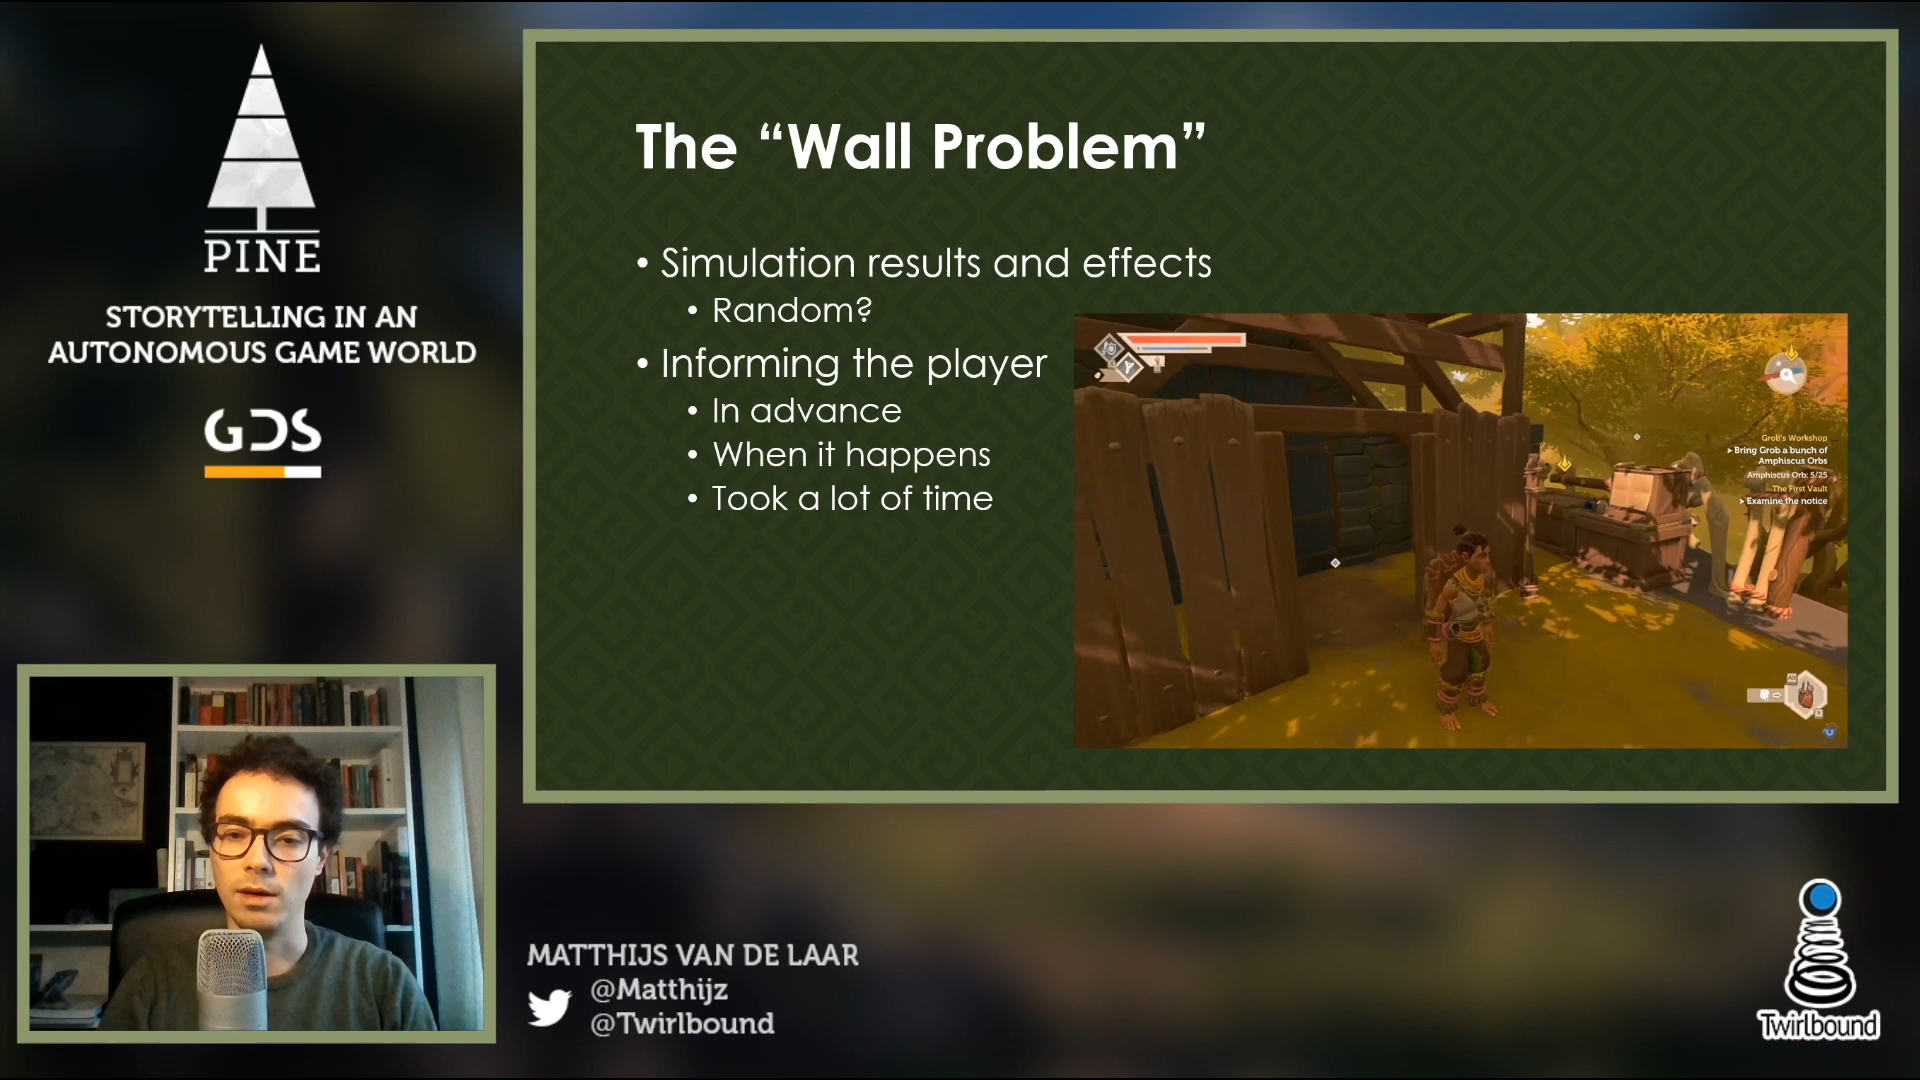 PINE
STORYTELLING IN AN
AUTONOMOUS GAME WORLD
GDS
The “Wall Problem”
• Simulation results and effects
• Random?
• Informing the player
• In advance
• When it happens
• Took a lot of time
Y
Grob's Workshop
➤ Bring Grob a bunch of
Amphiscus Orbs
Amphiscus Orb: 5/25
The First Vault
➤ Examine the notice
MATTHIJS VAN DE LAAR
@Matthijz
@Twirlbound
Twirlbound